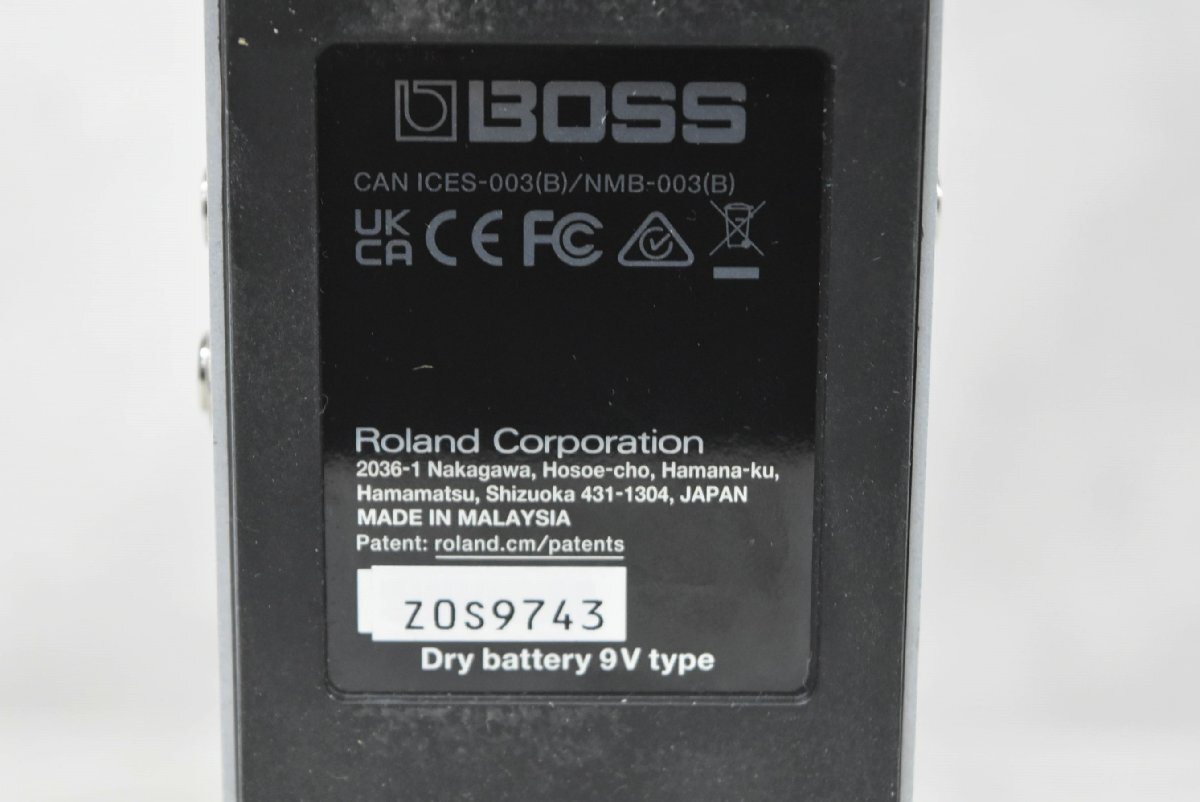 BOSS
CAN ICES-003(B)/NMB-003(B)
UK CA CE FC
Roland Corporation
2036-1 Nakagawa, Hosoe-cho, Hamana-ku,
Hamamatsu, Shizuoka 431-1304, JAPAN
MADE IN MALAYSIA
Patent: roland.cm/patents
Z0S9743
Dry battery 9V type